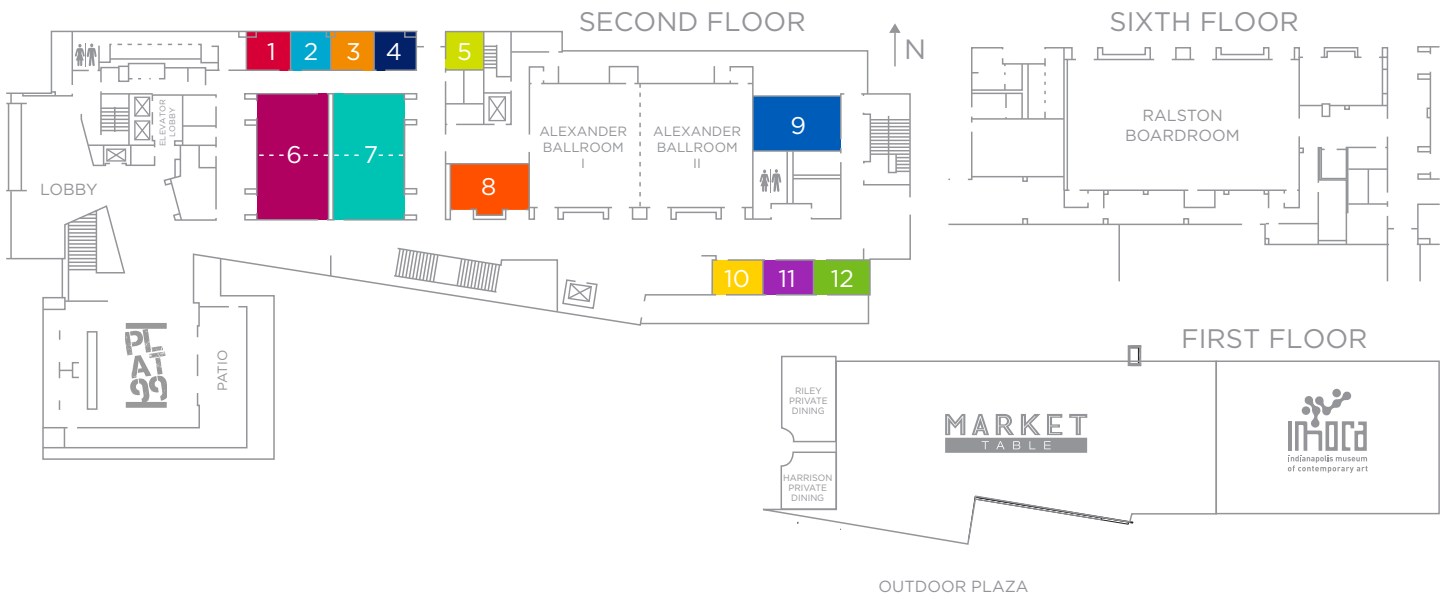 SECOND FLOOR
N
SIXTH FLOOR
1
2
3
4
5
6
7
8
9
10
11
12
ELEVATOR
LOBBY
LOBBY
ALEXANDER
BALLROOM
I
ALEXANDER
BALLROOM
II
RALSTON
BOARDROOM
PL
AT
99
PATIO
FIRST FLOOR
RILEY
PRIVATE
DINING
HARRISON
PRIVATE
DINING
MARKET
TABLE
imoca
indianapolis museum
of contemporary art
OUTDOOR PLAZA